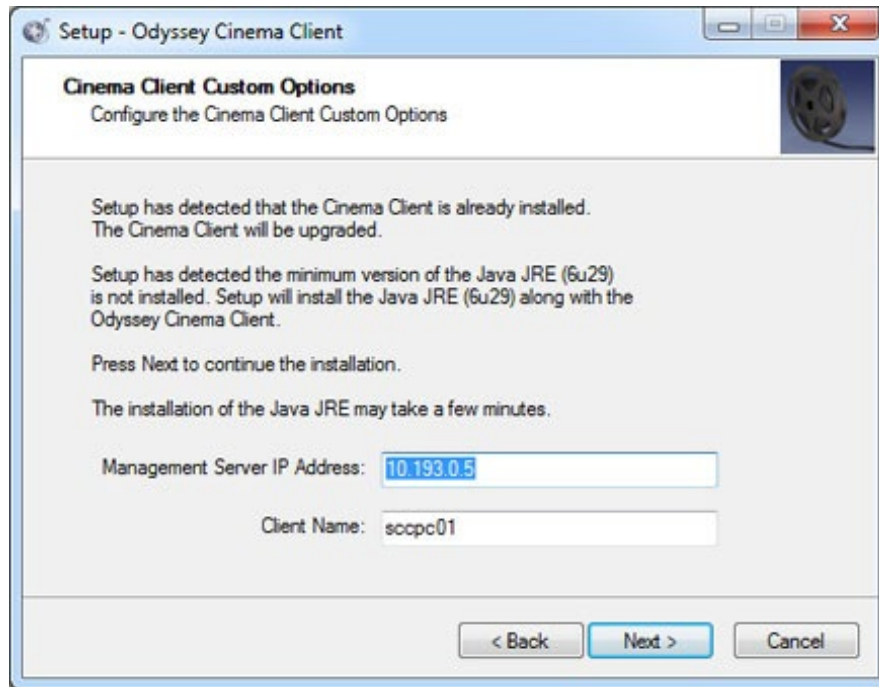 Setup - Odyssey Cinema Client
Cinema Client Custom Options
Configure the Cinema Client Custom Options
Setup has detected that the Cinema Client is already installed.
The Cinema Client will be upgraded.
Setup has detected the minimum version of the Java JRE (6u29)
is not installed. Setup will install the Java JRE (6u29) along with the
Odyssey Cinema Client.
Press Next to continue the installation.
The installation of the Java JRE may take a few minutes.
Management Server IP Address: 10.193.0.5
Client Name: sccpc01
< Back Next > Cancel